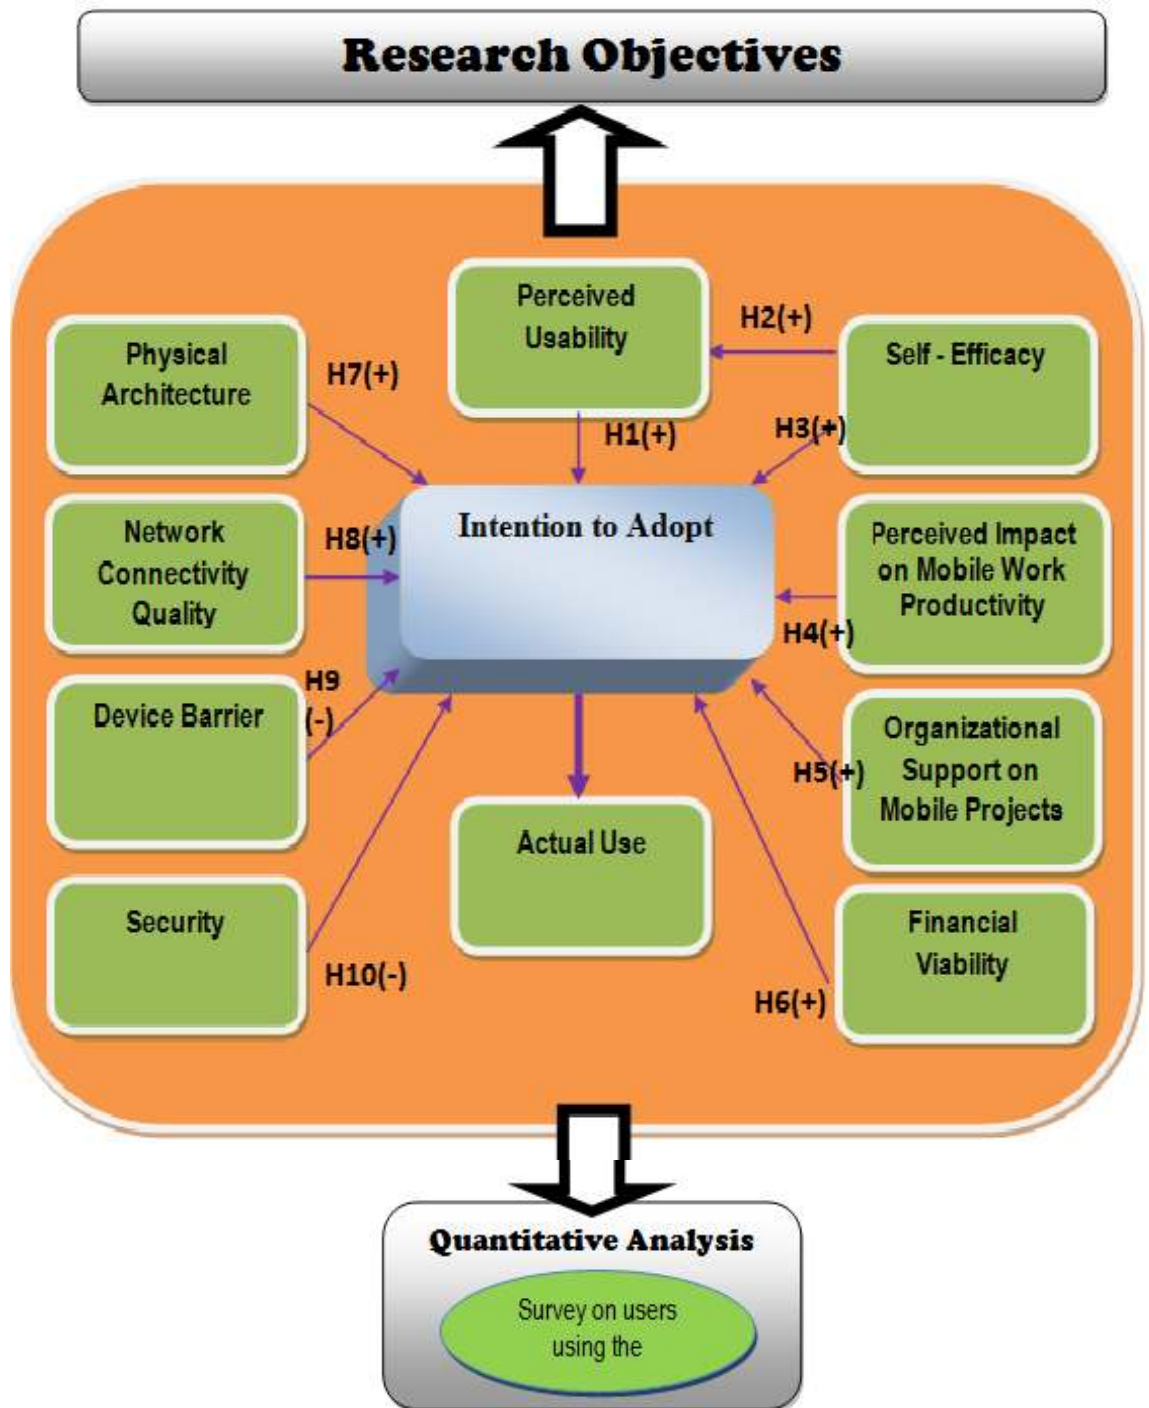 Research Objectives
Perceived
Usability
H2(+)
Self - Efficacy
Physical
Architecture
H7(+)
H1(+)
H3(+)
Intention to Adopt
Network
Connectivity
Quality
H8(+)
Perceived Impact
on Mobile Work
Productivity
H4(+)
Device Barrier
H9
(-)
Organizational
Support on
Mobile Projects
H5(+)
Actual Use
Security
H10(-)
Financial
Viability
H6(+)
Quantitative Analysis
Survey on users
using the